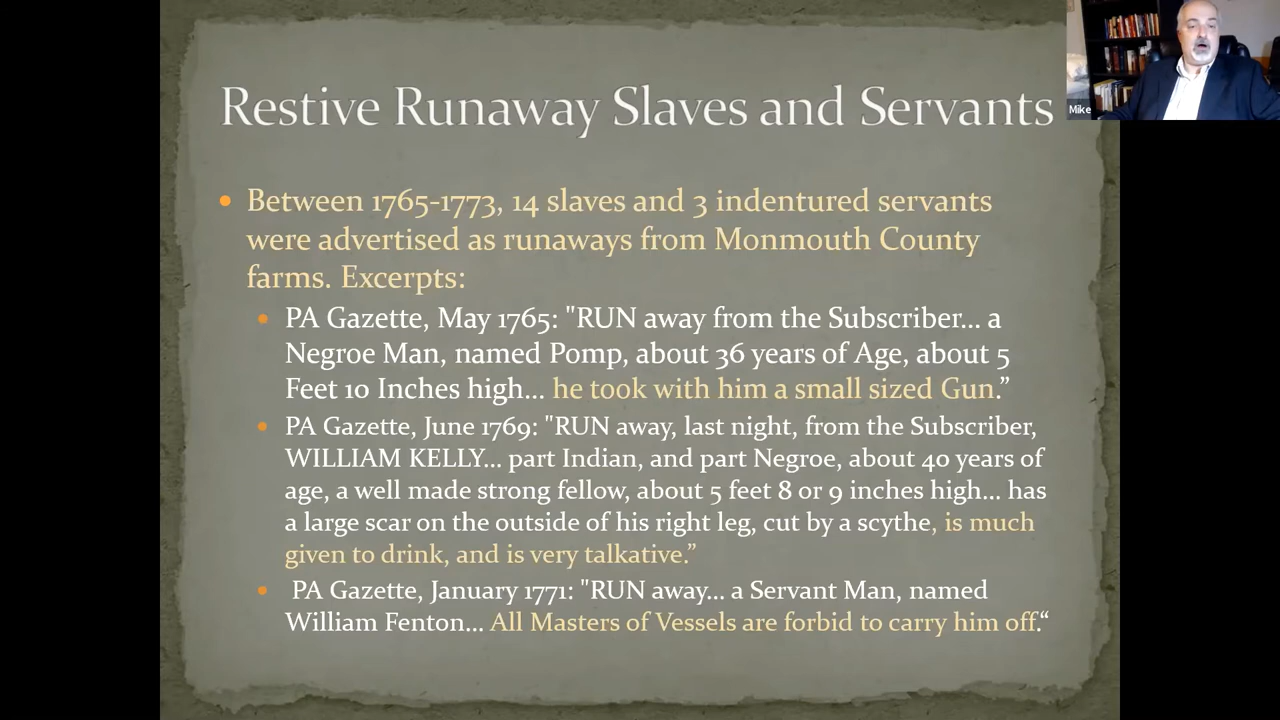 Restive Runaway Slaves and Servants
Mike
• Between 1765-1773, 14 slaves and 3 indentured servants
were advertised as runaways from Monmouth County
farms. Excerpts:
• PA Gazette, May 1765: "RUN away from the Subscriber... a
Negroe Man, named Pomp, about 36 years of Age, about 5
Feet 10 Inches high... he took with him a small sized Gun.”
• PA Gazette, June 1769: "RUN away, last night, from the Subscriber,
WILLIAM KELLY... part Indian, and part Negroe, about 40 years of
age, a well made strong fellow, about 5 feet 8 or 9 inches high... has
a large scar on the outside of his right leg, cut by a scythe, is much
given to drink, and is very talkative.”
• PA Gazette, January 1771: "RUN away... a Servant Man, named
William Fenton... All Masters of Vessels are forbid to carry him off.“